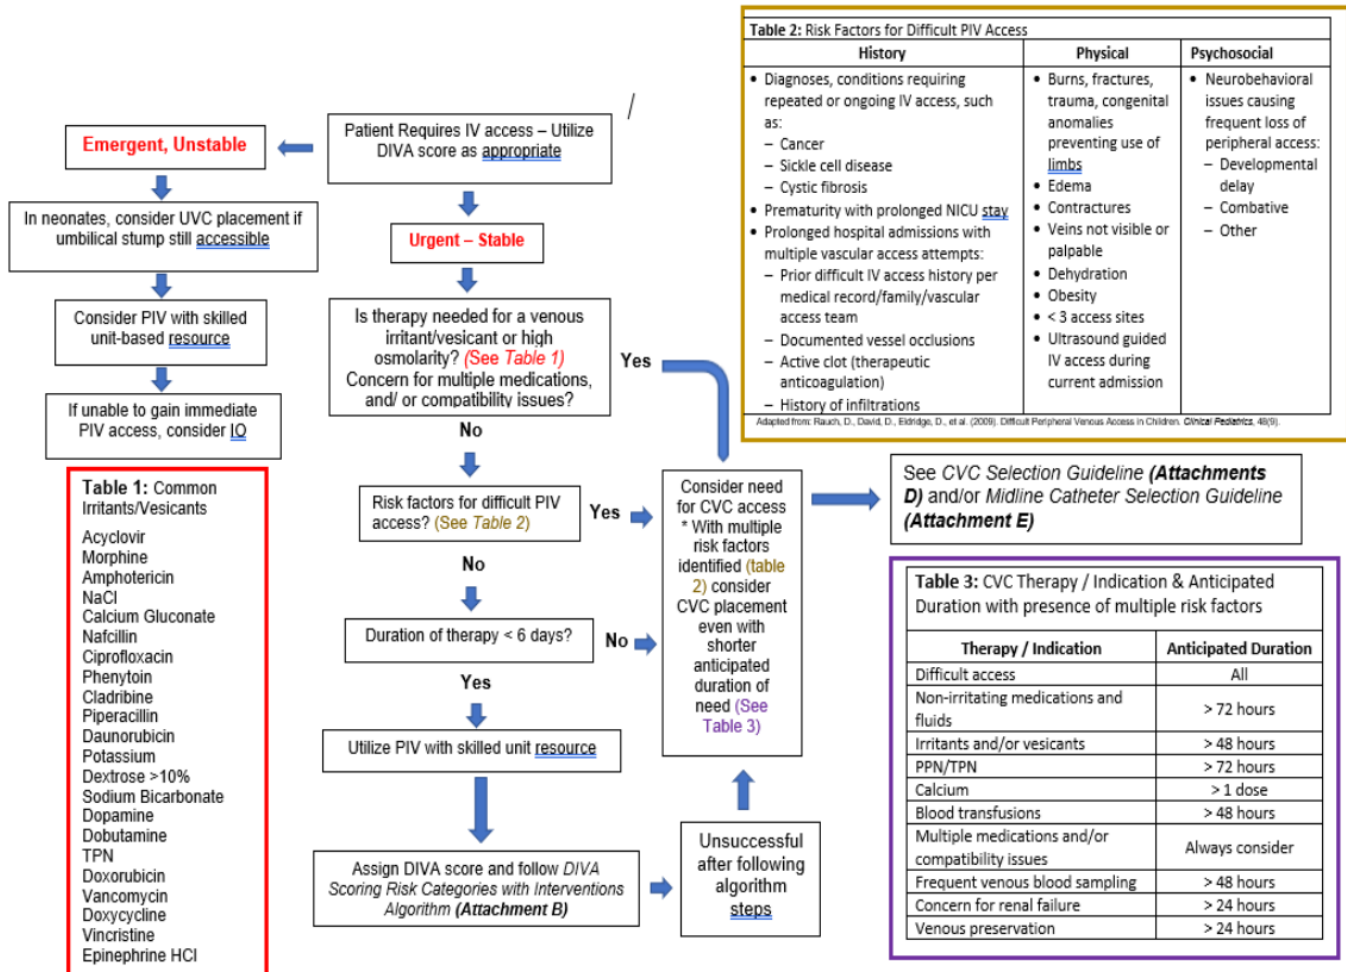 Patient Requires IV access – Utilize
DIVA score as appropriate
/
Emergent, Unstable
In neonates, consider UVC placement if
umbilical stump still accessible
Consider PIV with skilled
unit-based resource
If unable to gain immediate
PIV access, consider IO
Urgent – Stable
Is therapy needed for a venous
irritant/vesicant or high
osmolarity? (See Table 1)
Concern for multiple medications,
and/ or compatibility issues?
Yes
No
Risk factors for difficult PIV
access? (See Table 2)
Yes
No
Duration of therapy < 6 days?
No
Yes
Utilize PIV with skilled unit resource
Assign DIVA score and follow DIVA
Scoring Risk Categories with Interventions
Algorithm (Attachment B)
Unsuccessful
after following
algorithm
steps
Consider need
for CVC access
* With multiple
risk factors
identified (table
2) consider
CVC placement
even with
shorter
anticipated
duration of
need (See
Table 3)
See CVC Selection Guideline (Attachments
D) and/or Midline Catheter Selection Guideline
(Attachment E)
Table 1: Common
Irritants/Vesicants
Acyclovir
Morphine
Amphotericin
NaCl
Calcium Gluconate
Nafcillin
Ciprofloxacin
Phenytoin
Cladribine
Piperacillin
Daunorubicin
Potassium
Dextrose >10%
Sodium Bicarbonate
Dopamine
Dobutamine
TPN
Doxorubicin
Vancomycin
Doxycycline
Vincristine
Epinephrine HCl
Table 2: Risk Factors for Difficult PIV Access
History
• Diagnoses, conditions requiring
repeated or ongoing IV access, such
as:
– Cancer
– Sickle cell disease
– Cystic fibrosis
• Prematurity with prolonged NICU stay
• Prolonged hospital admissions with
multiple vascular access attempts:
– Prior difficult IV access history per
medical record/family/vascular
access team
– Documented vessel occlusions
– Active clot (therapeutic
anticoagulation)
– History of infiltrations
Physical
• Burns, fractures,
trauma, congenital
anomalies
preventing use of
limbs
• Edema
• Contractures
• Veins not visible or
palpable
• Dehydration
• Obesity
• < 3 access sites
• Ultrasound guided
IV access during
current admission
Psychosocial
• Neurobehavioral
issues causing
frequent loss of
peripheral access:
– Developmental
delay
– Combative
– Other
Adapted from: Rauch, D., David, D., Eldridge, D., et al. (2009). Difficult Peripheral Venous Access in Children. Clinical Pediatrics, 48(9).
Table 3: CVC Therapy / Indication & Anticipated
Duration with presence of multiple risk factors
Therapy / Indication Anticipated Duration
Difficult access All
Non-irritating medications and
fluids > 72 hours
Irritants and/or vesicants > 48 hours
PPN/TPN > 72 hours
Calcium > 1 dose
Blood transfusions > 48 hours
Multiple medications and/or
compatibility issues Always consider
Frequent venous blood sampling > 48 hours
Concern for renal failure > 24 hours
Venous preservation > 24 hours